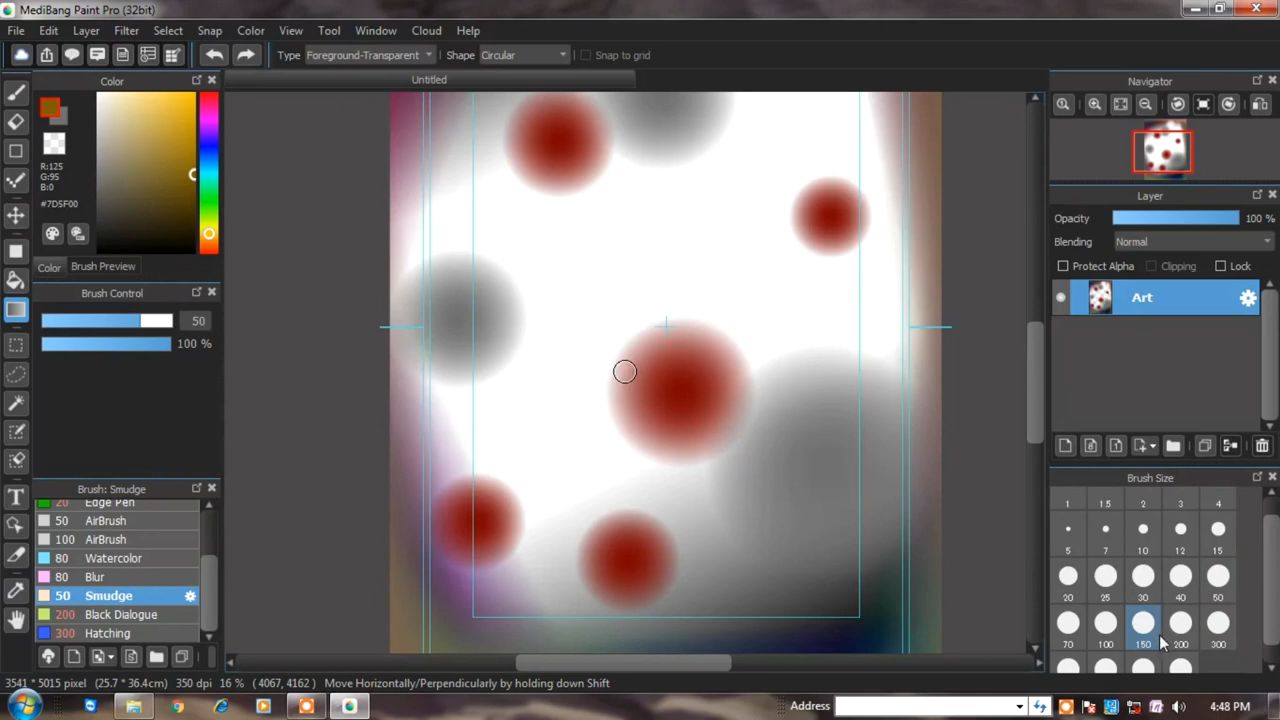 MediBang Paint Pro (32bit)
File Edit Layer Filter Select Snap Color View Tool Window Cloud Help
Type Foreground-Transparent Shape Circular Snap to grid
Color
Untitled
Navigator
R:125
G:95
B:0
#7D5F00
Color Brush Preview
Brush Control
50
100 %
Layer
Opacity 100 %
Blending Normal
Protect Alpha Clipping Lock
Art
Brush: Smudge
20 Edge Pen
50 AirBrush
100 AirBrush
80 Watercolor
80 Blur
50 Smudge
200 Black Dialogue
300 Hatching
Brush Size
1 1.5 2 3 4
5 7 10 12 15
20 25 30 40 50
70 100 150 200 300
3541 * 5015 pixel (25.7 * 36.4cm) 350 dpi 16 % (4067, 4162) Move Horizontally/Perpendicularly by holding down Shift
Address
4:48 PM